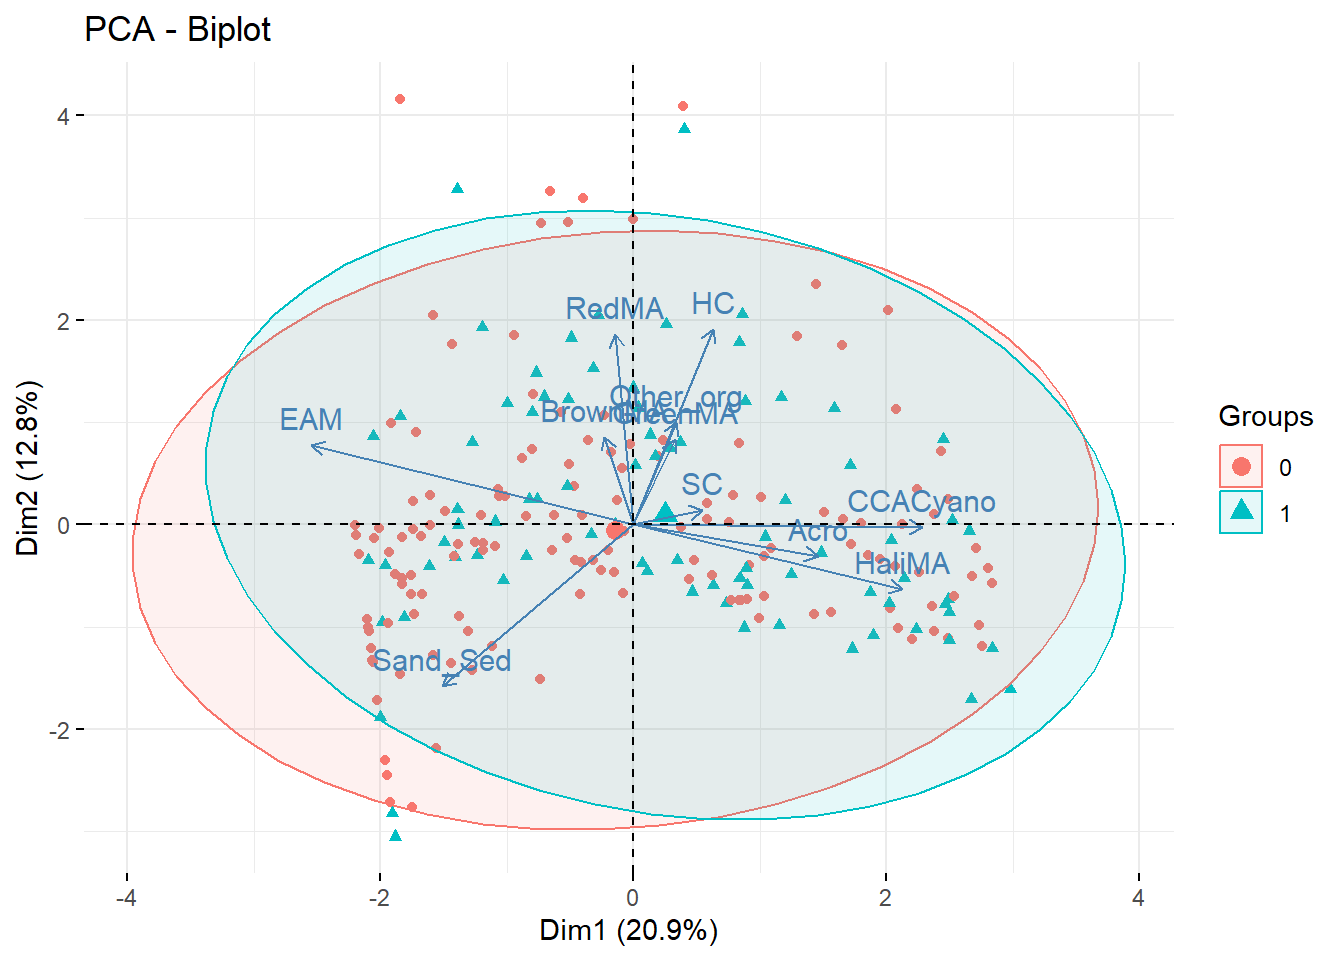 PCA - Biplot
4
2
0
-2
-4
-2
0
2
4
Dim1 (20.9%)
Dim2 (12.8%)
RedMA
HC
Other_org
BrownMA
GreenMA
EAM
SC
CCACyano
Acro
HaliMA
Sand_Sed
Groups
0
1